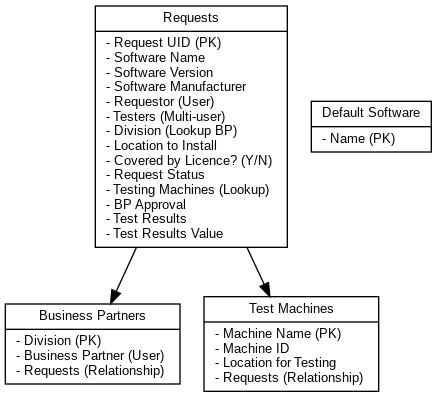 Requests
- Request UID (PK)
- Software Name
- Software Version
- Software Manufacturer
- Requestor (User)
- Testers (Multi-user)
- Division (Lookup BP)
- Location to Install
- Covered by Licence? (Y/N)
- Request Status
- Testing Machines (Lookup)
- BP Approval
- Test Results
- Test Results Value
Default Software
- Name (PK)
Business Partners
- Division (PK)
- Business Partner (User)
- Requests (Relationship)
Test Machines
- Machine Name (PK)
- Machine ID
- Location for Testing
- Requests (Relationship)